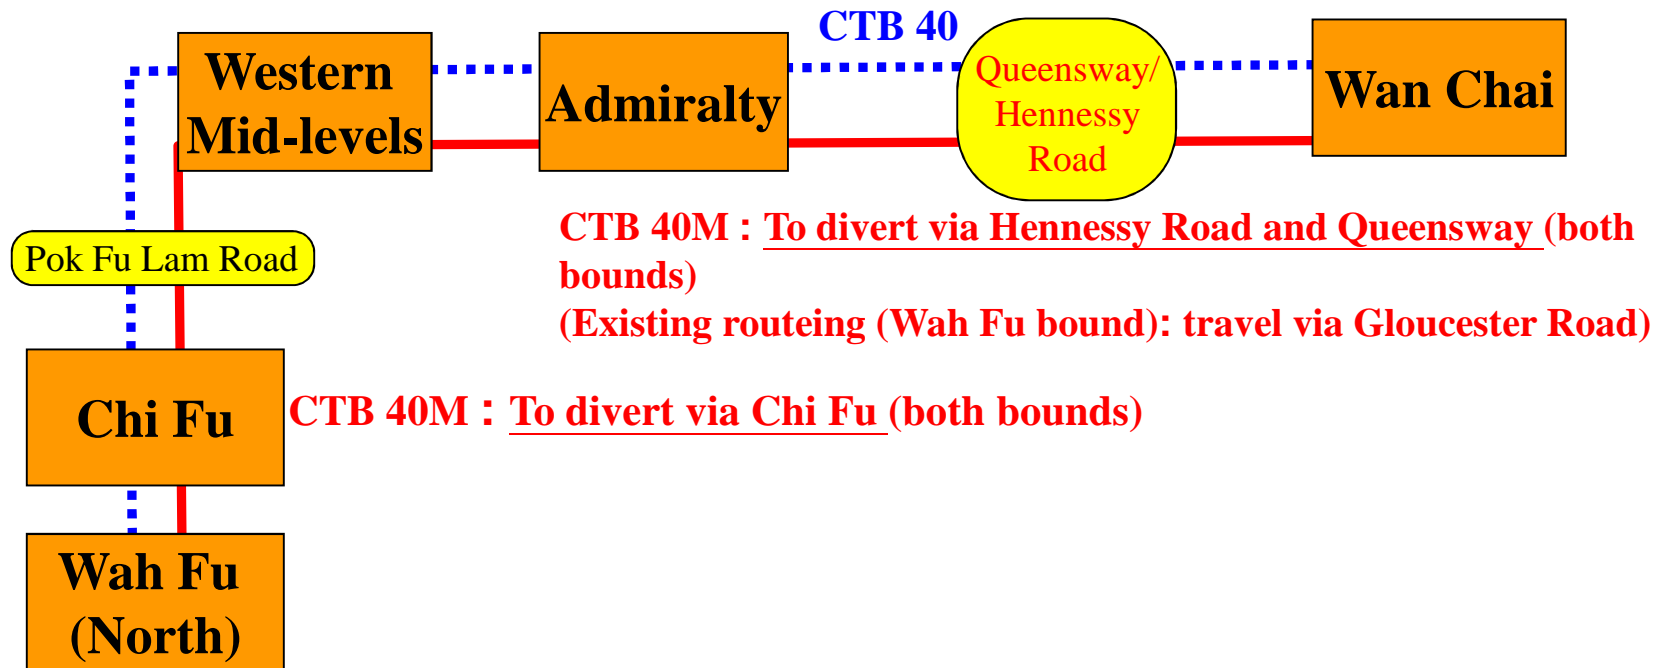 CTB 40
Western
Mid-levels
Admiralty
Queensway/
Hennessy
Road
Wan Chai
CTB 40M : To divert via Hennessy Road and Queensway (both
bounds)
(Existing routeing (Wah Fu bound): travel via Gloucester Road)
Pok Fu Lam Road
Chi Fu
CTB 40M : To divert via Chi Fu (both bounds)
Wah Fu
(North)